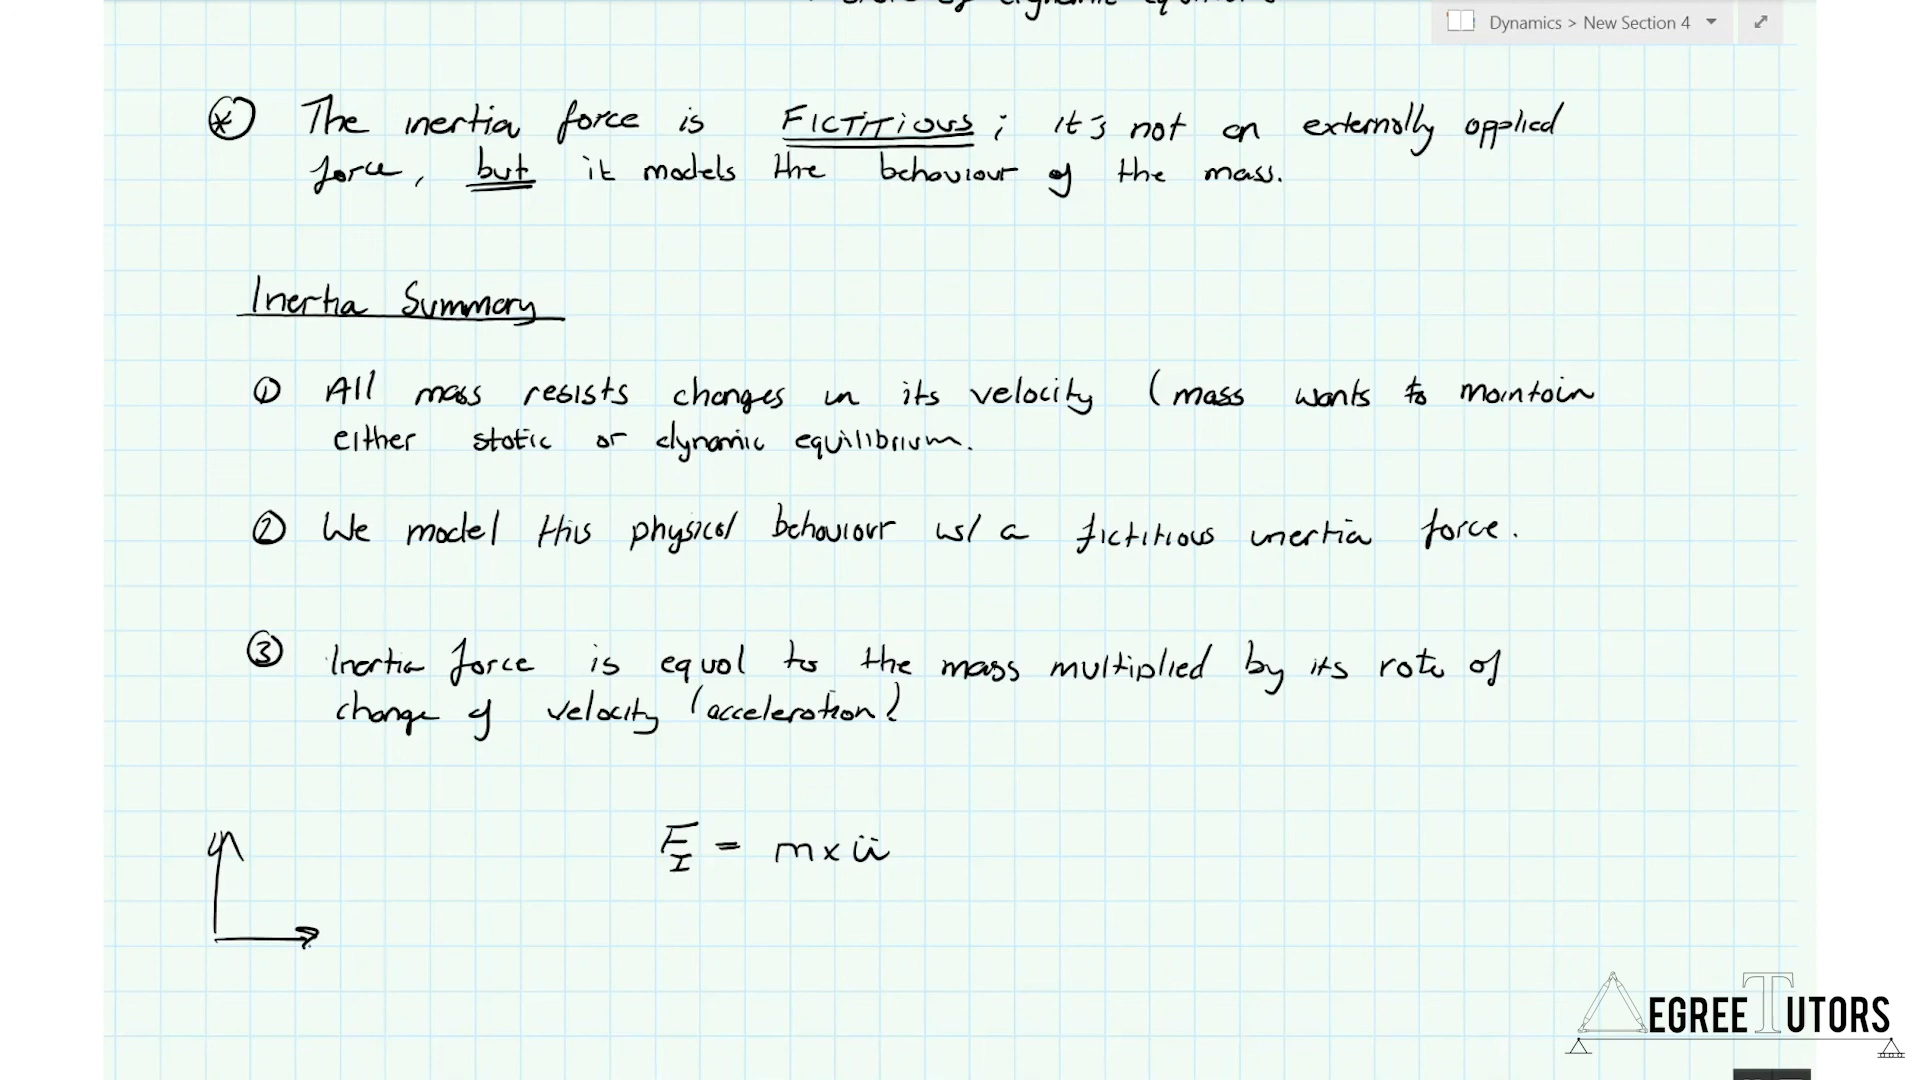 Dynamics > New Section 4
* The inertia force is FICTITIOUS; it's not an externally applied
force, but it models the behaviour of the mass.
Inertia Summary
① All mass resists changes in its velocity (mass wants to maintain
either static or dynamic equilibrium.
② We model this physical behaviour w/ a fictitious inertia force.
③ Inertia force is equal to the mass multiplied by its rate of
change of velocity (acceleration)
F_I = m x ü
DEGREE TUTORS